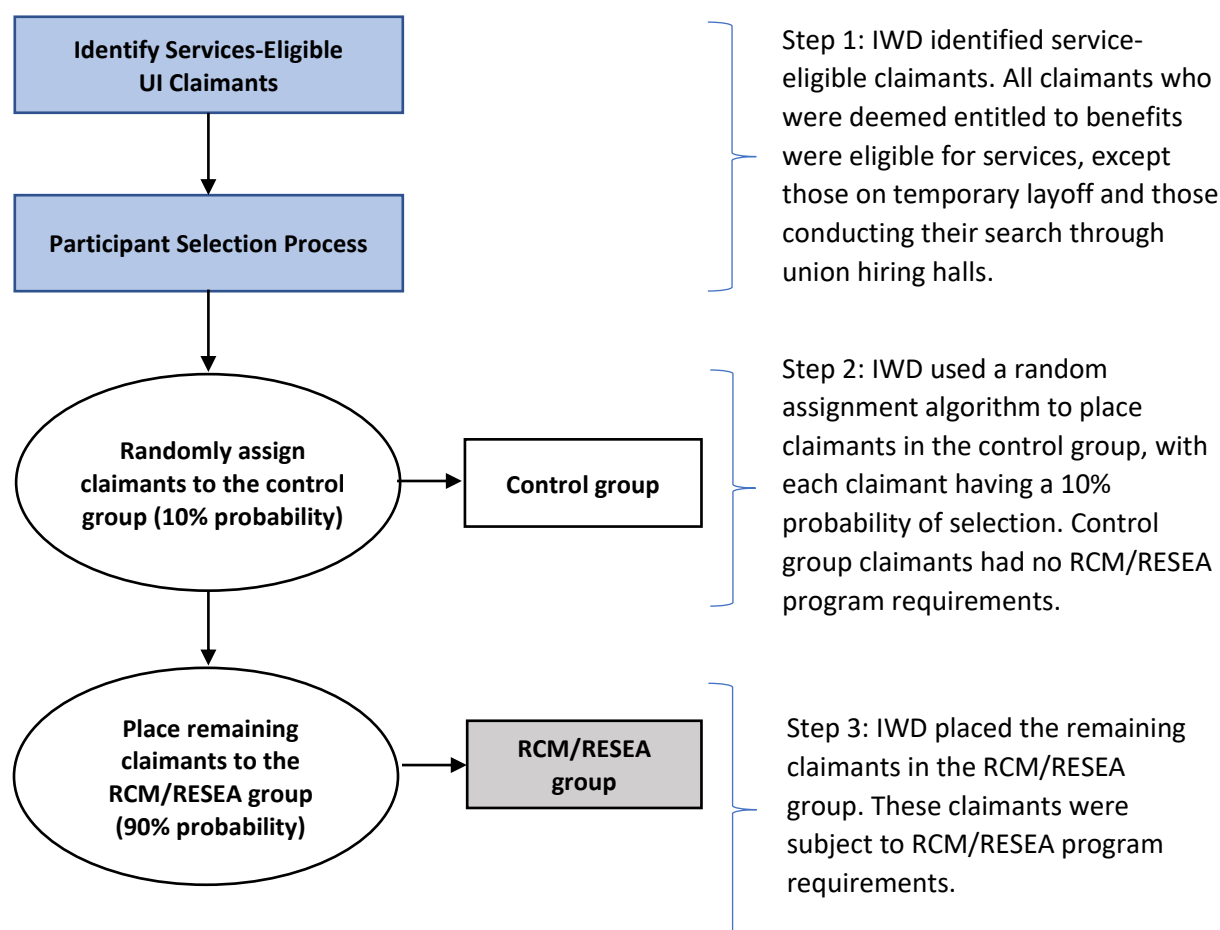 Identify Services-Eligible
UI Claimants
Participant Selection Process
Step 1: IWD identified service-
eligible claimants. All claimants who
were deemed entitled to benefits
were eligible for services, except
those on temporary layoff and those
conducting their search through
union hiring halls.
Randomly assign
claimants to the control
group (10% probability)
Control group
Step 2: IWD used a random
assignment algorithm to place
claimants in the control group, with
each claimant having a 10%
probability of selection. Control
group claimants had no RCM/RESEA
program requirements.
Place remaining
claimants to the
RCM/RESEA group
(90% probability)
RCM/RESEA
group
Step 3: IWD placed the remaining
claimants in the RCM/RESEA
group. These claimants were
subject to RCM/RESEA program
requirements.